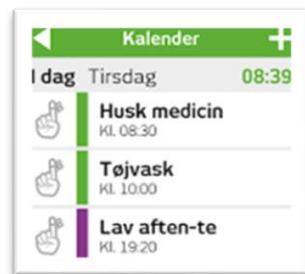 Kalender
I dag Tirsdag 08:39
Husk medicin
Kl. 08:30
Tøjvask
Kl. 10:00
Lav aften-te
Kl. 19:20